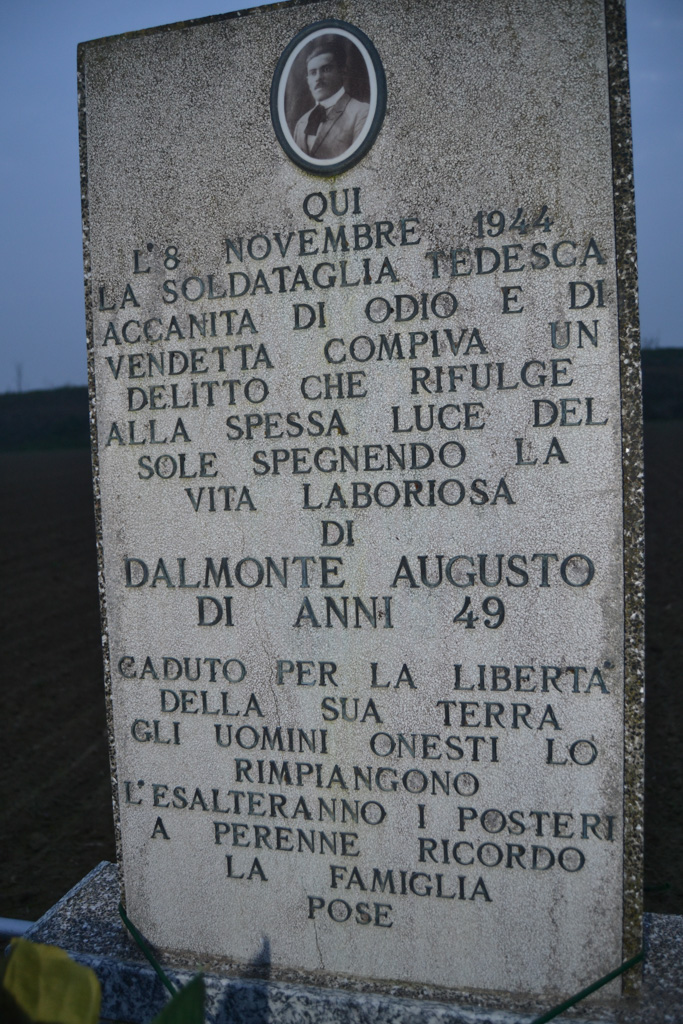 QUI
L'8 NOVEMBRE 1944
LA SOLDATAGLIA TEDESCA
ACCANITA DI ODIO E DI
VENDETTA COMPIVA UN
DELITTO CHE RIFULGE
ALLA SPESSA LUCE DEL
SOLE SPEGNENDO LA
VITA LABORIOSA
DI
DALMONTE AUGUSTO
DI ANNI 49
CADUTO PER LA LIBERTA'
DELLA SUA TERRA
GLI UOMINI ONESTI LO
RIMPIANGONO
L'ESALTERANNO I POSTERI
A PERENNE RICORDO
LA FAMIGLIA
POSE